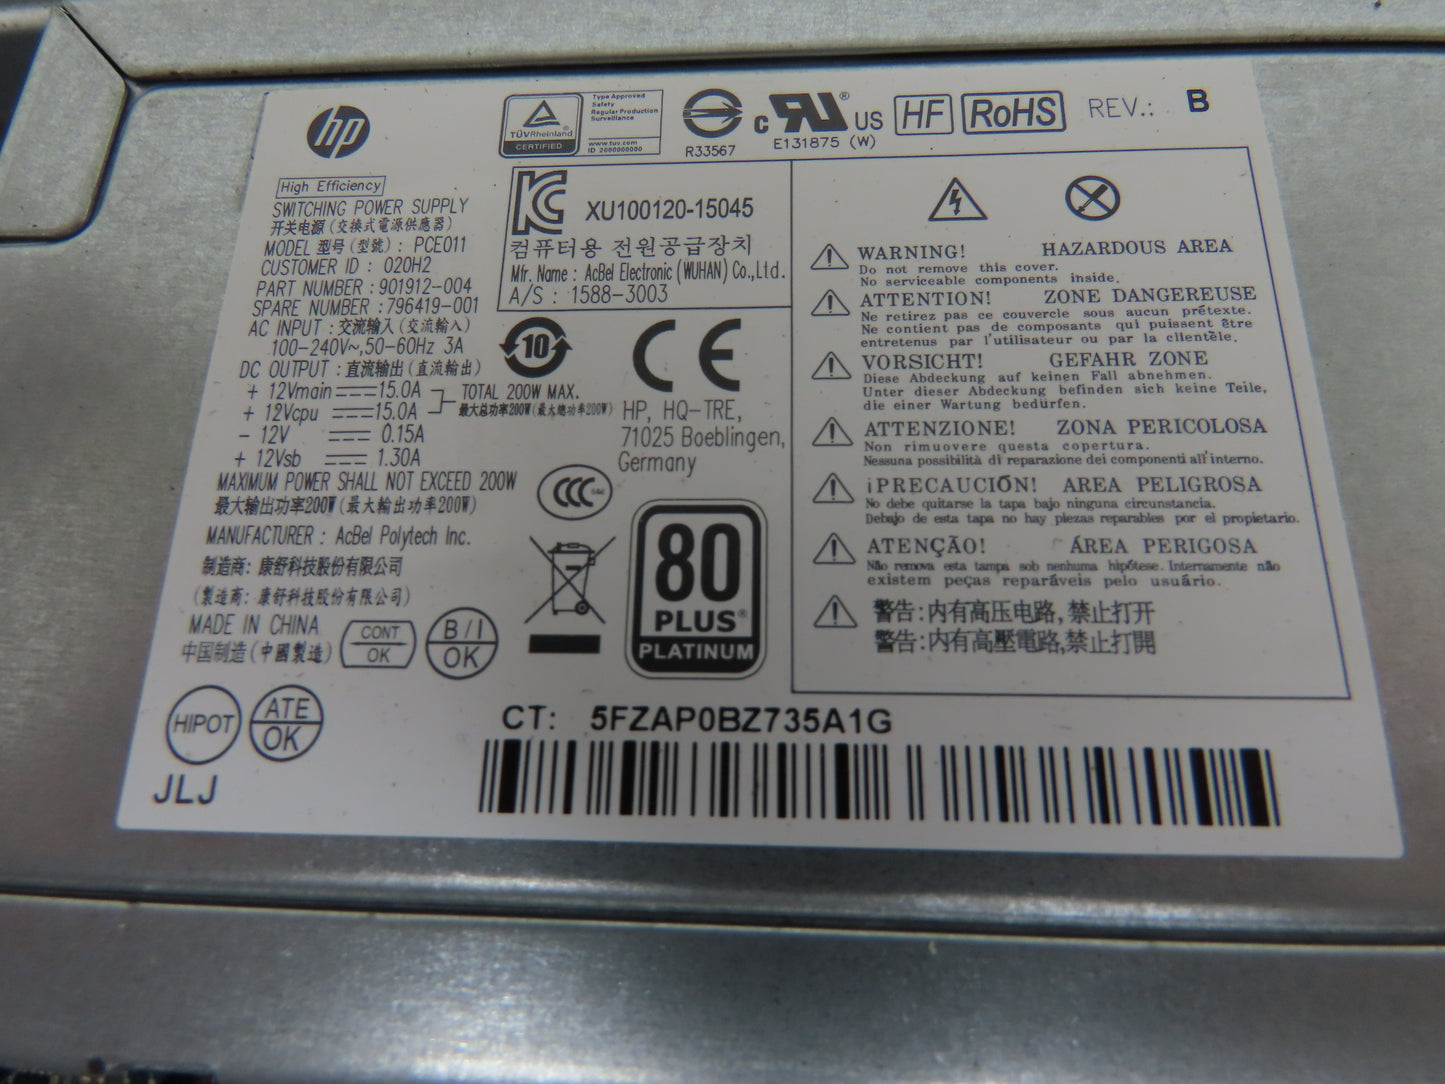 hp
TÜVRheinland
CERTIFIED
Type Approved
Safety
Regular Production
Surveillance
www.tuv.com
ID 2000000000
R33567
c RU ® US
E131875 (W)
HF
RoHS
REV.: B
High Efficiency
SWITCHING POWER SUPPLY
开关电源(交換式電源供應器)
MODEL 型号(型號): PCE011
CUSTOMER ID : 020H2
PART NUMBER : 901912-004
SPARE NUMBER : 796419-001
AC INPUT : 交流输入(交流輸入)
100-240V~,50-60Hz 3A
DC OUTPUT : 直流输出(直流輸出)
+ 12Vmain 15.0A
+ 12Vcpu 15.0A
TOTAL 200W MAX.
最大总功率200W(最大總功率200W)
- 12V 0.15A
+ 12Vsb 1.30A
MAXIMUM POWER SHALL NOT EXCEED 200W
最大输出功率200W(最大輸出功率200W)
MANUFACTURER : AcBel Polytech Inc.
制造商: 康舒科技股份有限公司
(製造商: 康舒科技股份有限公司)
MADE IN CHINA
中国制造(中國製造)
CONT
OK
B / I
OK
HIPOT
ATE
OK
JLJ
KC
XU100120-15045
컴퓨터용 전원공급장치
Mfr. Name : AcBel Electronic (WUHAN) Co.,Ltd.
A/S : 1588-3003
10
CE
HP, HQ-TRE,
71025 Boeblingen,
Germany
CCC
80
PLUS®
PLATINUM
WARNING! HAZARDOUS AREA
Do not remove this cover.
No serviceable components inside.
ATTENTION! ZONE DANGEREUSE
Ne retirez pas ce couvercle sous aucun prétexte.
Ne contient pas de composants qui puissent être
entretenus par l'utilisateur ou par la clientèle.
VORSICHT! GEFAHR ZONE
Diese Abdeckung auf keinen Fall abnehmen.
Unter dieser Abdeckung befinden sich keine Teile,
die einer Wartung bedürfen.
ATTENZIONE! ZONA PERICOLOSA
Non rimuovere questa copertura.
Nessuna possibilità di reparazione dei componenti all'interno.
¡PRECAUCIÓN! AREA PELIGROSA
No debe quitarse la tapa bajo ninguna circunstancia.
Debajo de esta tapa no hay piezas reparables por el propietario.
ATENÇÃO! ÁREA PERIGOSA
Não remova esta tampa sob nenhuma hipótese. Internamente não
existem peças reparáveis pelo usuário.
警告:内有高压电路,禁止打开
警告:內有高壓電路,禁止打開
CT: 5FZAP0BZ735A1G